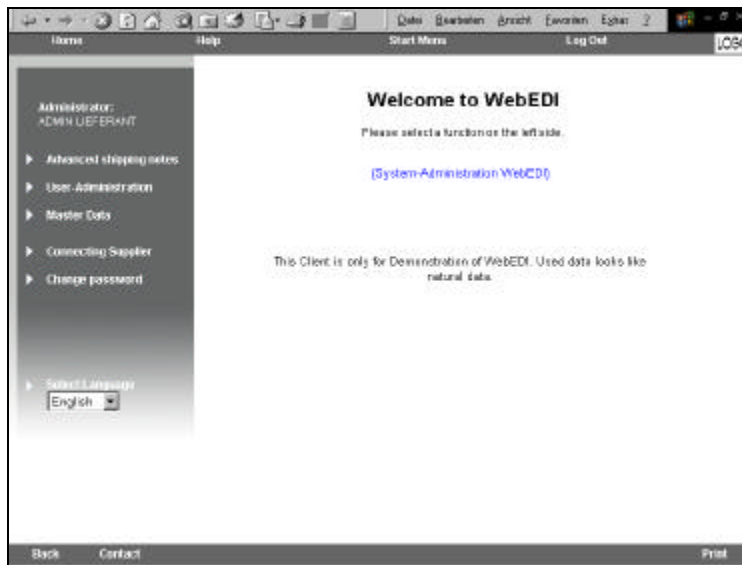 Datei Bearbeiten Ansicht Favoriten Extras ?
Home Help Start Menu Log Out
Administrator:
ADMIN LIEFERANT
Advanced shipping notes
User-Administration
Master Data
Connecting Supplier
Change password
Select Language
English
Welcome to WebEDI
Please select a function on the left side.
(System-Administration WebEDI)
This Client is only for Demonstration of WebEDI. Used data looks like
natural data.
Back Contact Print